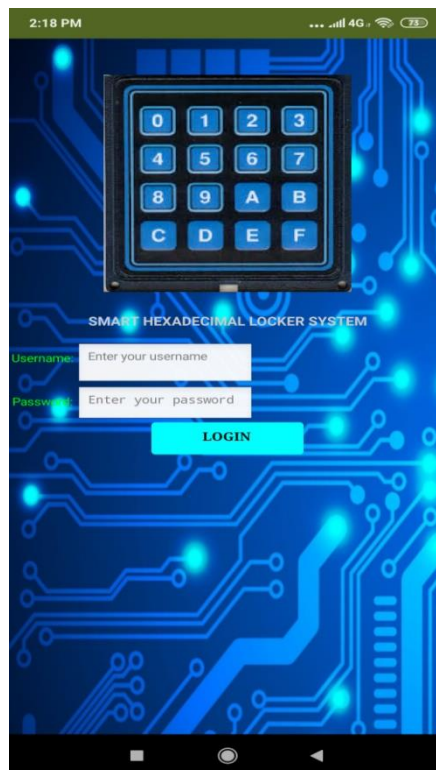 2:18 PM ... 4G 73
0 1 2 3
4 5 6 7
8 9 A B
C D E F
SMART HEXADECIMAL LOCKER SYSTEM
Username: Enter your username
Password: Enter your password
LOGIN